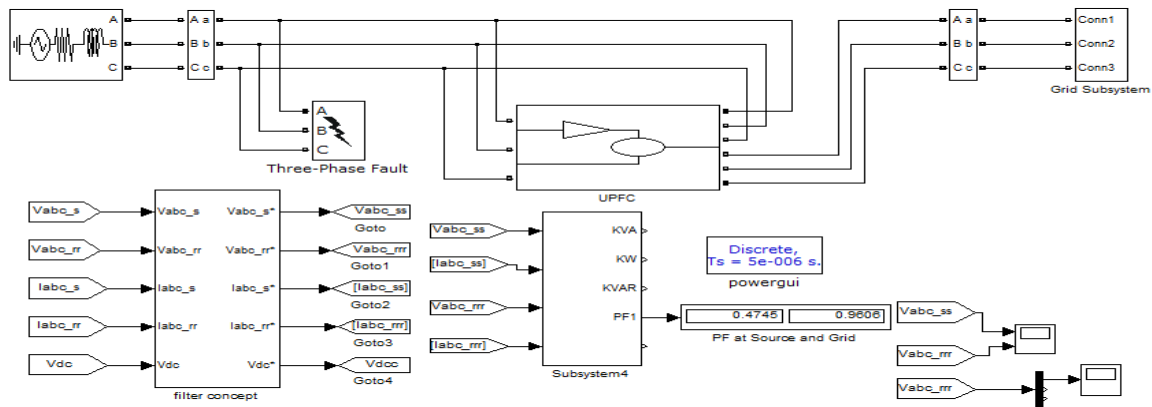 A
B
C
A a
B b
C c
A a
B b
C c
Conn1
Conn2
Conn3
Grid Subsystem
A
B
C
Three-Phase Fault
UPFC
Vabc_s
Vabc_rr
Iabc_s
Iabc_rr
Vdc
Vabc_s
Vabc_rr
Iabc_s
Iabc_rr
Vdc
Vabc_s*
Vabc_rr*
Iabc_s*
Iabc_rr*
Vdc*
filter concept
Vabc_ss
Goto
Vabc_rrr
Goto1
[Iabc_ss]
Goto2
[Iabc_rrr]
Goto3
Vdcc
Goto4
Vabc_ss
[Iabc_ss]
Vabc_rrr
[Iabc_rrr]
KVA
KW
KVAR
PF1
Subsystem4
Discrete,
Ts = 5e-006 s.
powergui
0.4745 0.9606
PF at Source and Grid
Vabc_ss
Vabc_rrr
Vabc_rrr